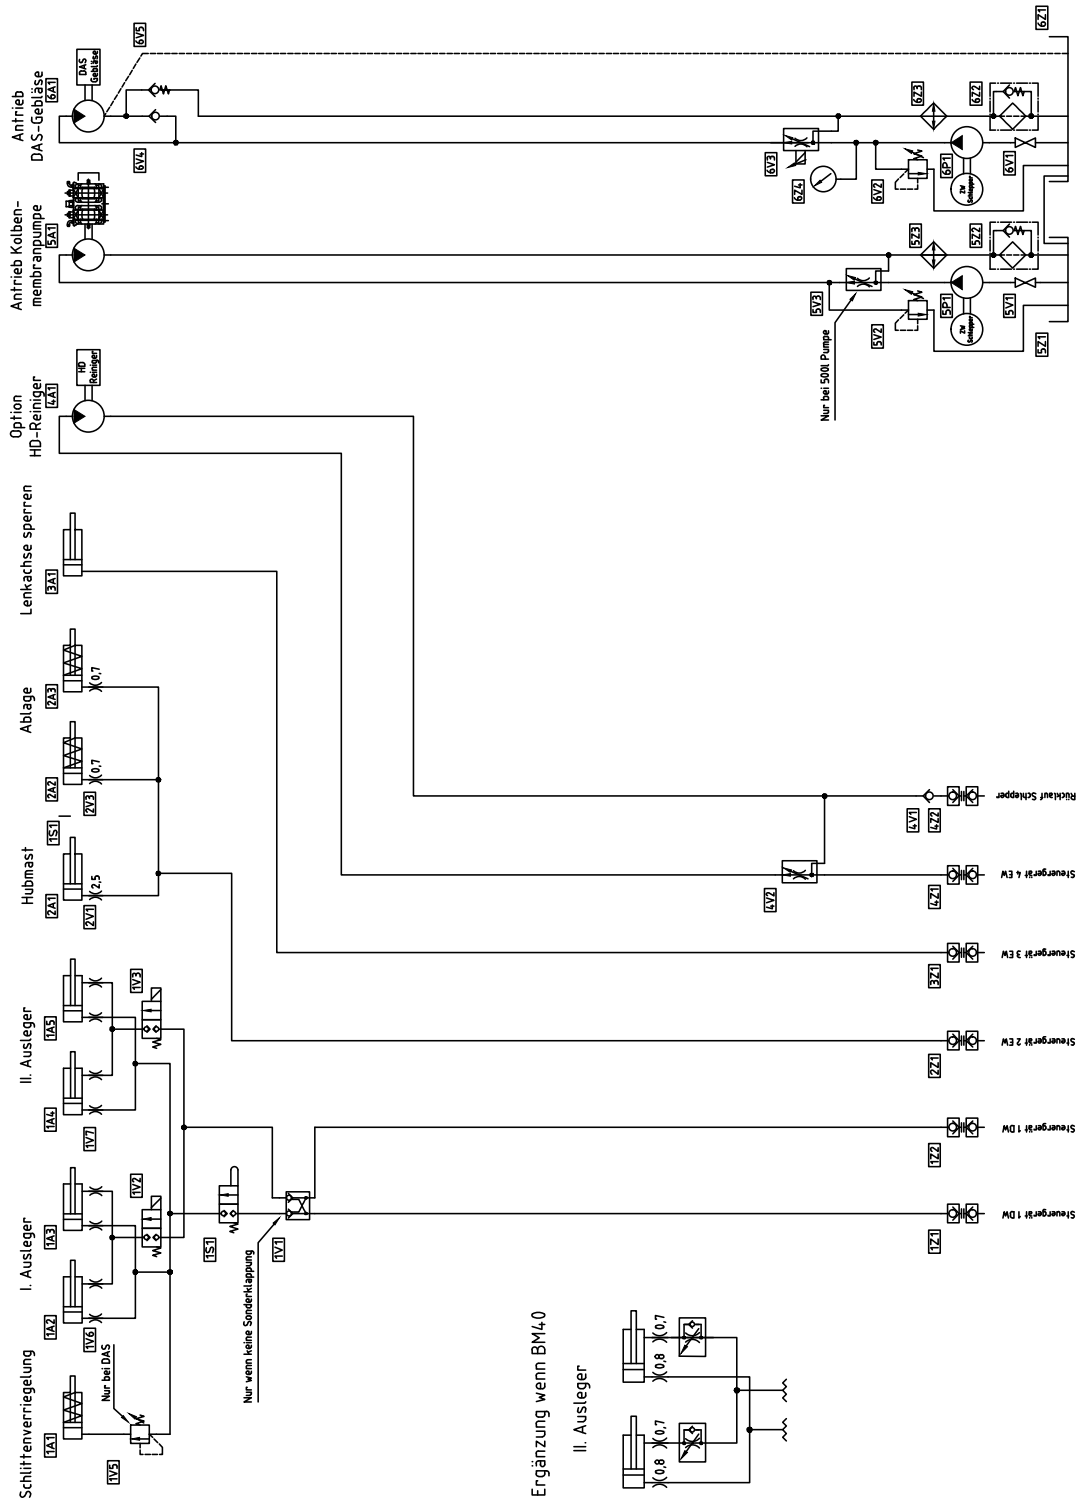 Schlittenverriegelung
1A1
1V5
Nur bei DAS
I. Ausleger
1A2
1A3
1V6
1V2
II. Ausleger
1A4
1A5
1V7
1V3
1S1
1V1
Nur wenn keine Sonderklappung
Hubmast
2A1
2V1
2,5
1S1
Ablage
2A2
2A3
2V3
0,7
0,7
Lenkachse sperren
3A1
Option
HD-Reiniger
4A1
HD
Reiniger
Antrieb Kolben-
membranpumpe
5A1
Antrieb
DAS-Gebläse
6A1
DAS
Gebläse
6V5
6V4
Ergänzung wenn BM40
II. Ausleger
0,8
0,7
0,8
0,7
1Z1
1Z2
2Z1
3Z1
4Z1
4V2
4V1
4Z2
Steuergerät 1 DW
Steuergerät 1 DW
Steuergerät 2 EW
Steuergerät 3 EW
Steuergerät 4 EW
Rücklauf Schlepper
Nur bei 500l Pumpe
5V3
5V2
5P1
ZW
Schlepper
5V1
5Z1
5Z3
5Z2
6V3
6Z4
6V2
6P1
ZW
Schlepper
6V1
6Z3
6Z2
6Z1